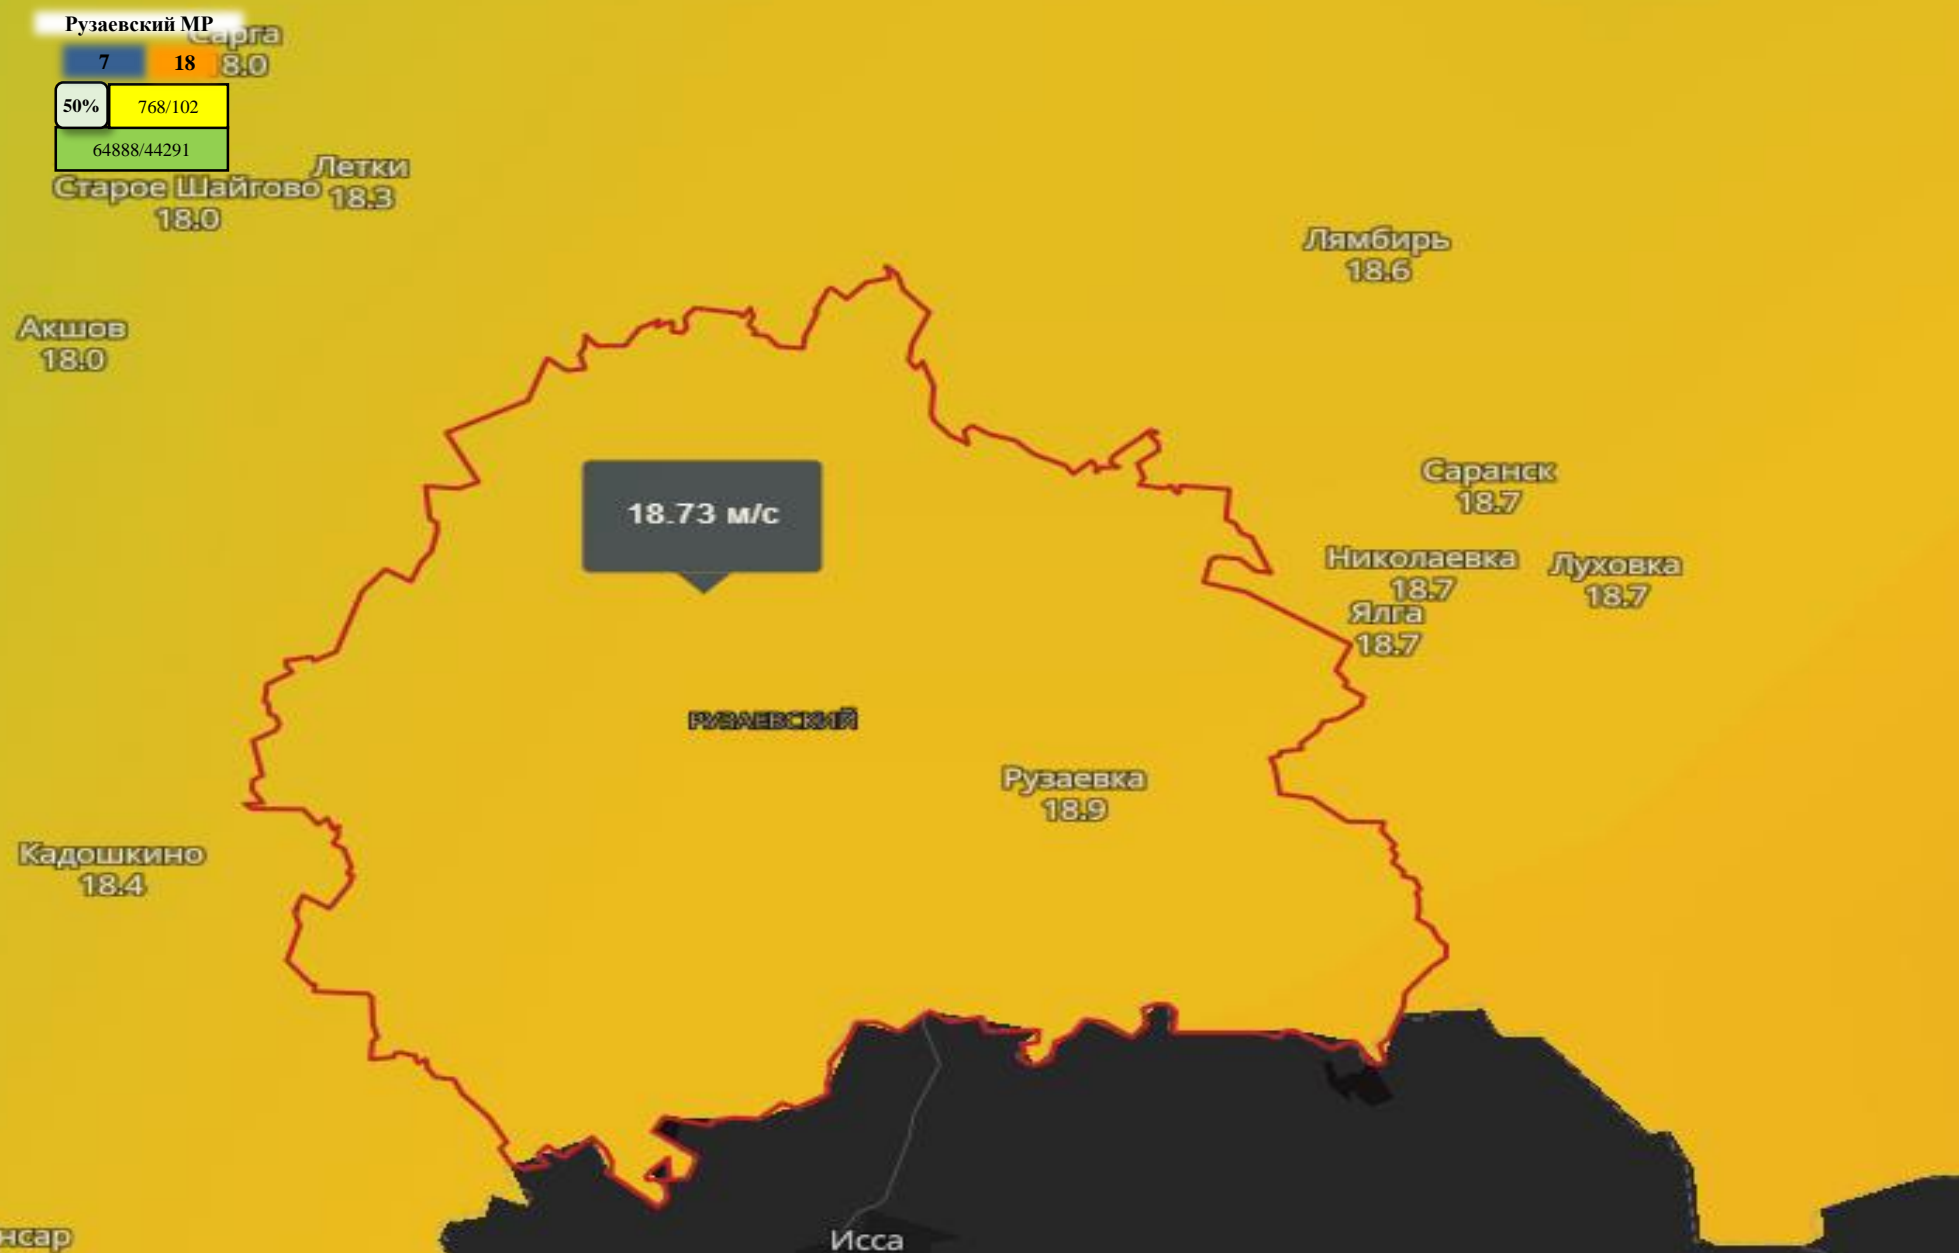 Рузаевский МР
Сарга
7
18
8.0
50%
768/102
64888/44291
Летки
18.3
Старое Шайгово
18.0
Лямбирь
18.6
Акшов
18.0
Саранск
18.7
18.73 м/с
Николаевка
18.7
Луховка
18.7
Ялга
18.7
РУЗАЕВСКИЙ
Рузаевка
18.9
Кадошкино
18.4
нсар
Исса